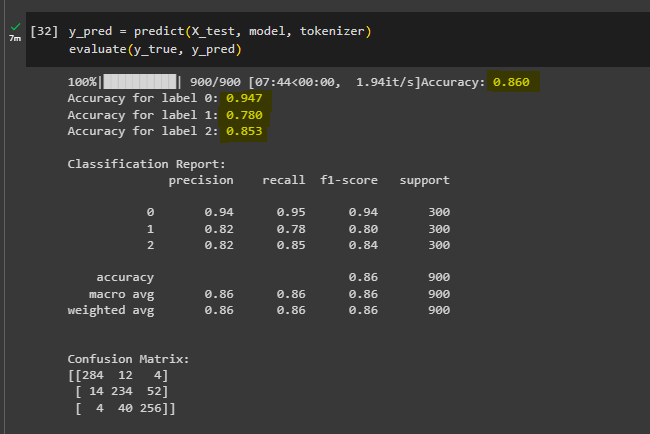 [32] y_pred = predict(X_test, model, tokenizer)
7m
evaluate(y_true, y_pred)
100%|██████████| 900/900 [07:44<00:00, 1.94it/s]Accuracy: 0.860
Accuracy for label 0: 0.947
Accuracy for label 1: 0.780
Accuracy for label 2: 0.853
Classification Report:
precision recall f1-score support
0 0.94 0.95 0.94 300
1 0.82 0.78 0.80 300
2 0.82 0.85 0.84 300
accuracy 0.86 900
macro avg 0.86 0.86 0.86 900
weighted avg 0.86 0.86 0.86 900
Confusion Matrix:
[[284 12 4]
[ 14 234 52]
[ 4 40 256]]